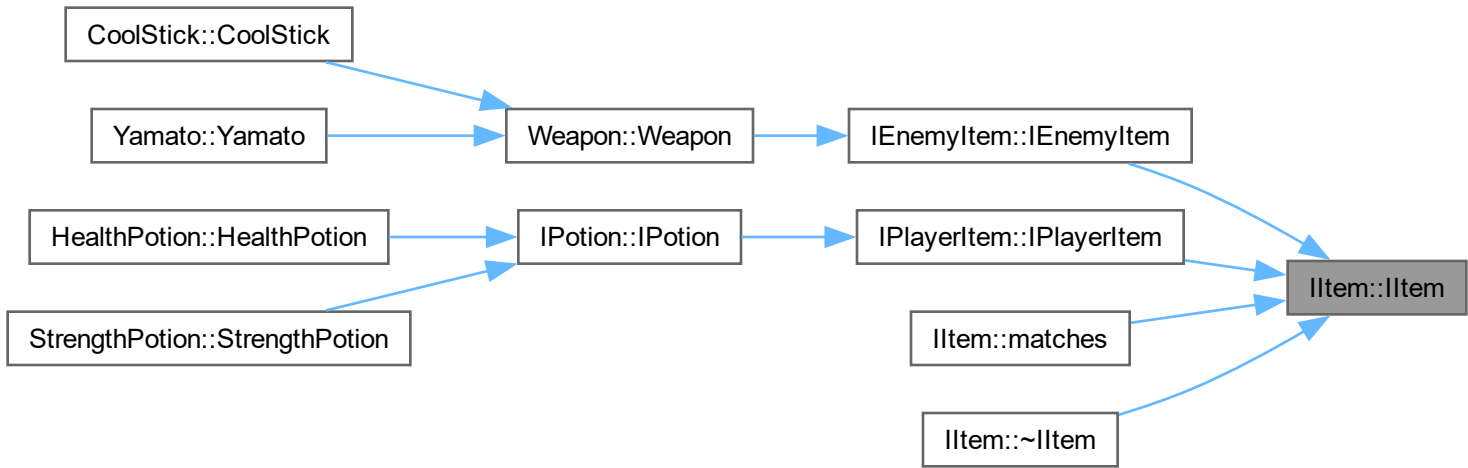 CoolStick::CoolStick
Yamato::Yamato
Weapon::Weapon
IEnemyItem::IEnemyItem
HealthPotion::HealthPotion
IPotion::IPotion
IPlayerItem::IPlayerItem
IItem::IItem
StrengthPotion::StrengthPotion
IItem::matches
IItem::~IItem